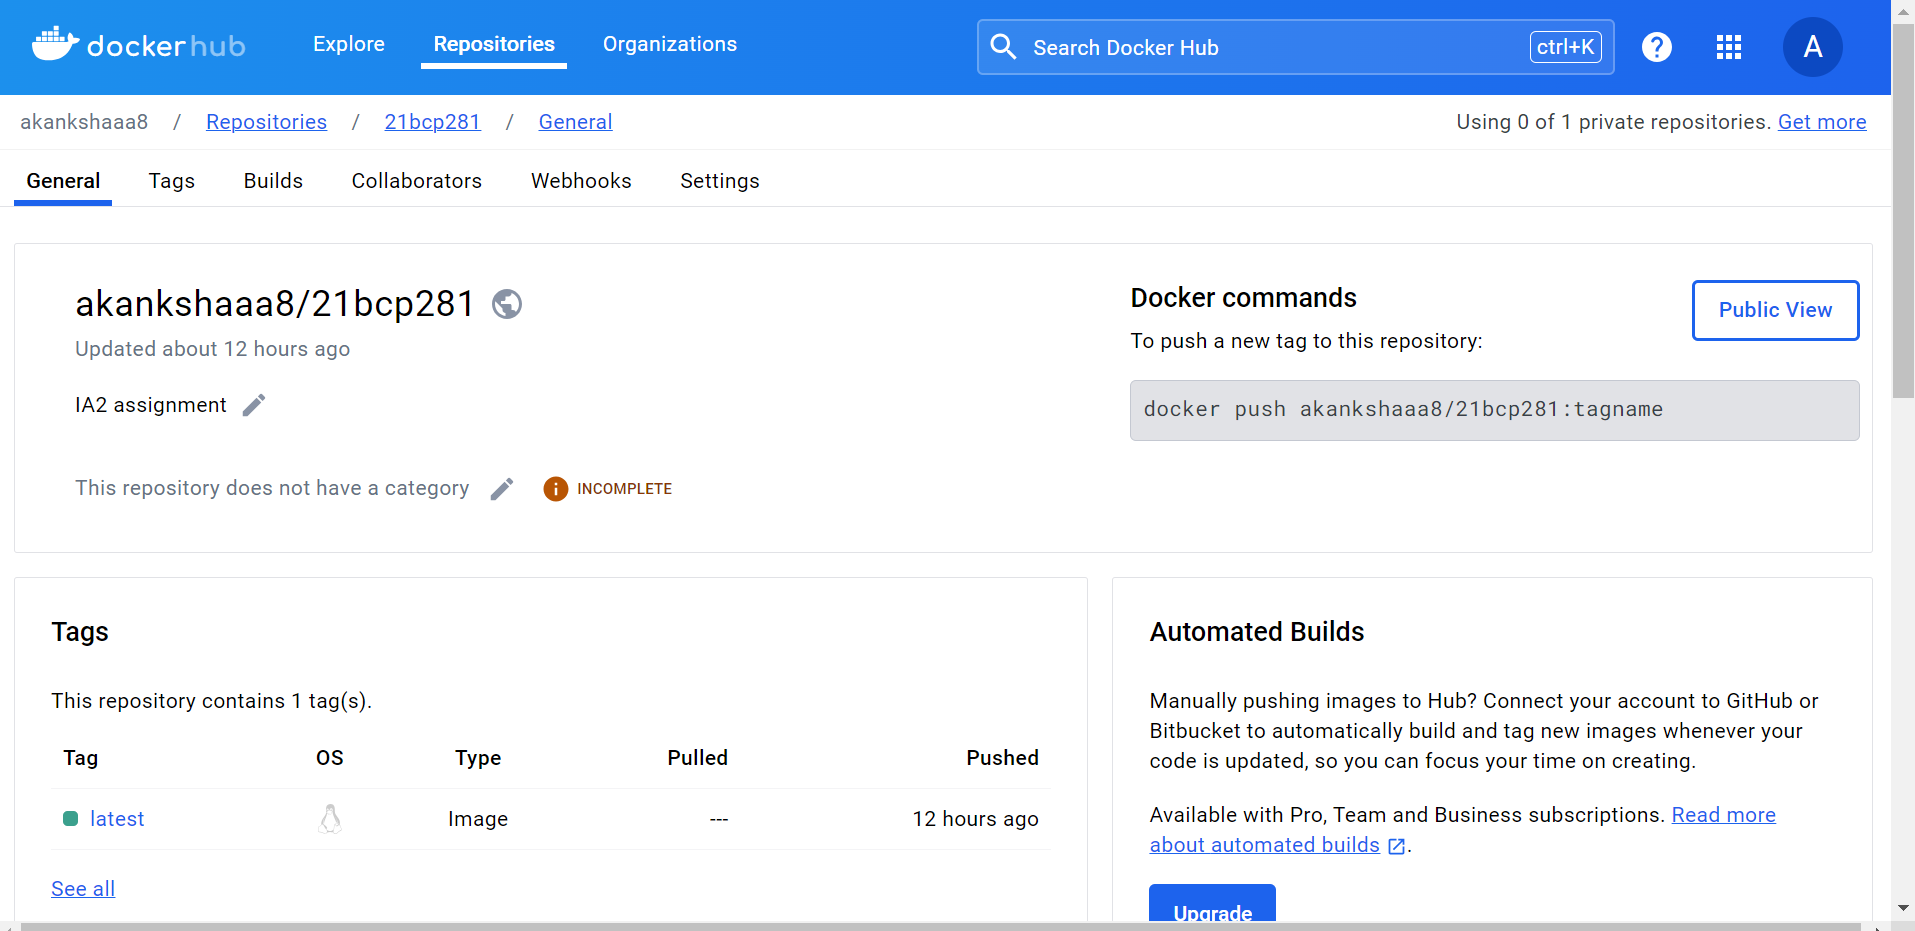 docker hub
Explore
Repositories
Organizations
Search Docker Hub
ctrl+K
?
A
akankshaaa8 / Repositories / 21bcp281 / General
Using 0 of 1 private repositories. Get more
General
Tags
Builds
Collaborators
Webhooks
Settings
akankshaaa8/21bcp281
Updated about 12 hours ago
IA2 assignment
This repository does not have a category
i INCOMPLETE
Docker commands
Public View
To push a new tag to this repository:
docker push akankshaaa8/21bcp281:tagname
Tags
This repository contains 1 tag(s).
Tag OS Type Pulled Pushed
latest Image --- 12 hours ago
See all
Automated Builds
Manually pushing images to Hub? Connect your account to GitHub or
Bitbucket to automatically build and tag new images whenever your
code is updated, so you can focus your time on creating.
Available with Pro, Team and Business subscriptions. Read more
about automated builds .
Upgrade